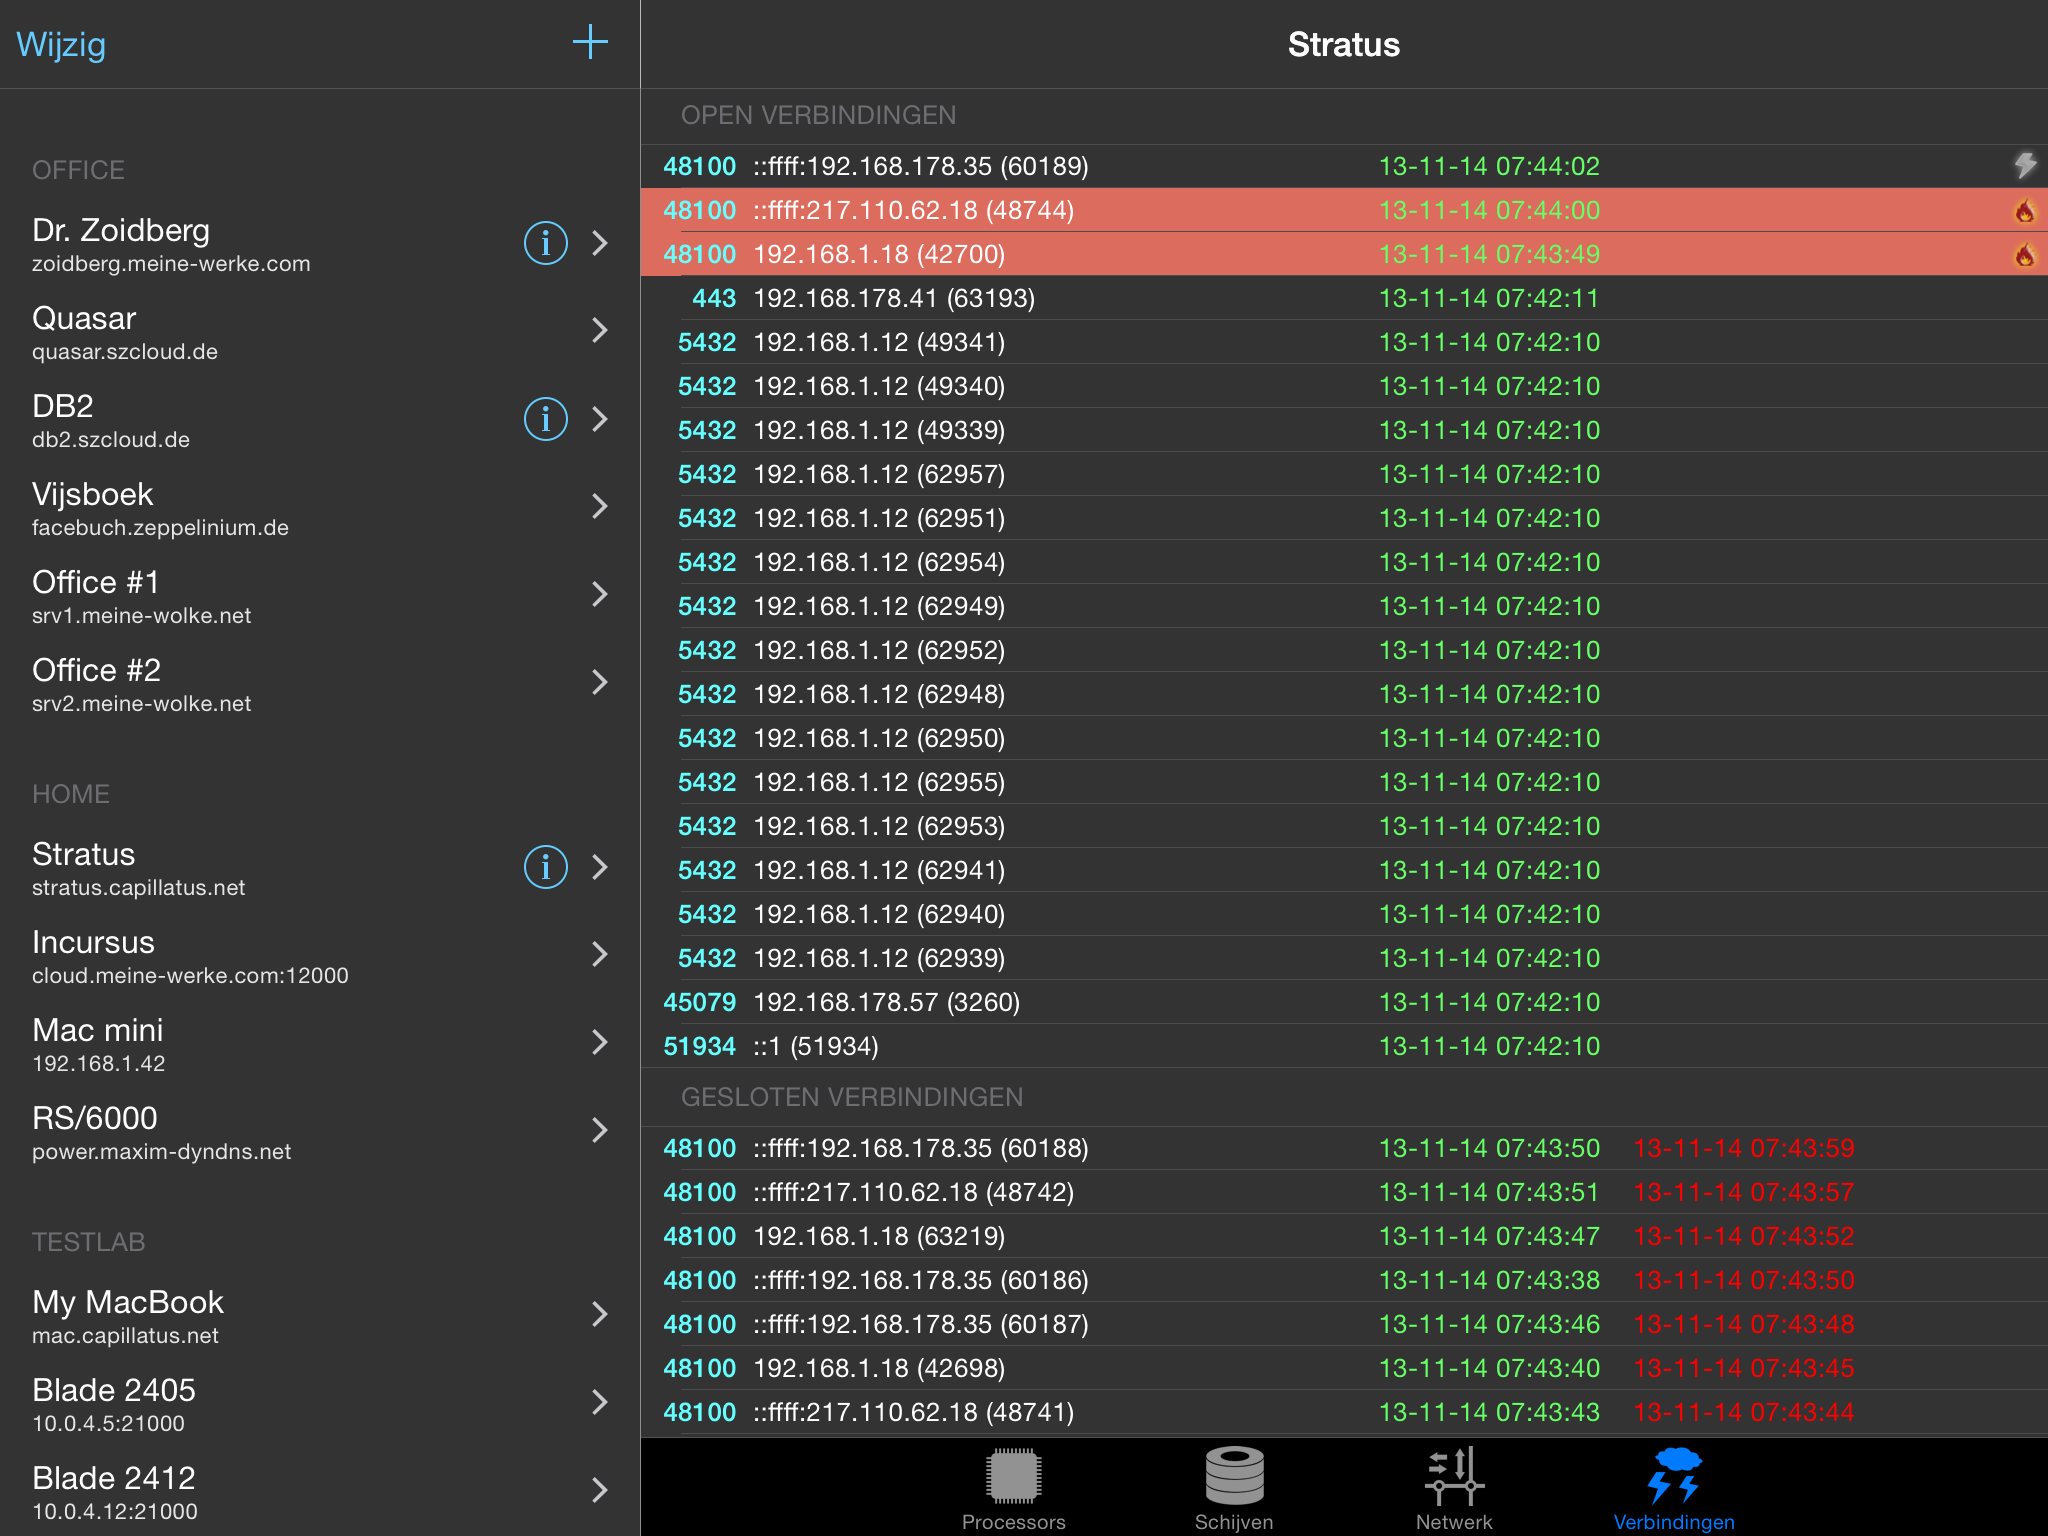 Wijzig
OFFICE
Dr. Zoidberg
zoidberg.meine-werke.com
Quasar
quasar.szcloud.de
DB2
db2.szcloud.de
Vijsboek
facebuch.zeppelinium.de
Office #1
srv1.meine-wolke.net
Office #2
srv2.meine-wolke.net
HOME
Stratus
stratus.capillatus.net
Incursus
cloud.meine-werke.com:12000
Mac mini
192.168.1.42
RS/6000
power.maxim-dyndns.net
TESTLAB
My MacBook
mac.capillatus.net
Blade 2405
10.0.4.5:21000
Blade 2412
10.0.4.12:21000
Stratus
OPEN VERBINDINGEN
48100 ::ffff:192.168.178.35 (60189) 13-11-14 07:44:02
48100 ::ffff:217.110.62.18 (48744) 13-11-14 07:44:00
48100 192.168.1.18 (42700) 13-11-14 07:43:49
443 192.168.178.41 (63193) 13-11-14 07:42:11
5432 192.168.1.12 (49341) 13-11-14 07:42:10
5432 192.168.1.12 (49340) 13-11-14 07:42:10
5432 192.168.1.12 (49339) 13-11-14 07:42:10
5432 192.168.1.12 (62957) 13-11-14 07:42:10
5432 192.168.1.12 (62951) 13-11-14 07:42:10
5432 192.168.1.12 (62954) 13-11-14 07:42:10
5432 192.168.1.12 (62949) 13-11-14 07:42:10
5432 192.168.1.12 (62952) 13-11-14 07:42:10
5432 192.168.1.12 (62948) 13-11-14 07:42:10
5432 192.168.1.12 (62950) 13-11-14 07:42:10
5432 192.168.1.12 (62955) 13-11-14 07:42:10
5432 192.168.1.12 (62953) 13-11-14 07:42:10
5432 192.168.1.12 (62941) 13-11-14 07:42:10
5432 192.168.1.12 (62940) 13-11-14 07:42:10
5432 192.168.1.12 (62939) 13-11-14 07:42:10
45079 192.168.178.57 (3260) 13-11-14 07:42:10
51934 ::1 (51934) 13-11-14 07:42:10
GESLOTEN VERBINDINGEN
48100 ::ffff:192.168.178.35 (60188) 13-11-14 07:43:50 13-11-14 07:43:59
48100 ::ffff:217.110.62.18 (48742) 13-11-14 07:43:51 13-11-14 07:43:57
48100 192.168.1.18 (63219) 13-11-14 07:43:47 13-11-14 07:43:52
48100 ::ffff:192.168.178.35 (60186) 13-11-14 07:43:38 13-11-14 07:43:50
48100 ::ffff:192.168.178.35 (60187) 13-11-14 07:43:46 13-11-14 07:43:48
48100 192.168.1.18 (42698) 13-11-14 07:43:40 13-11-14 07:43:45
48100 ::ffff:217.110.62.18 (48741) 13-11-14 07:43:43 13-11-14 07:43:44
Processors
Schijven
Netwerk
Verbindingen